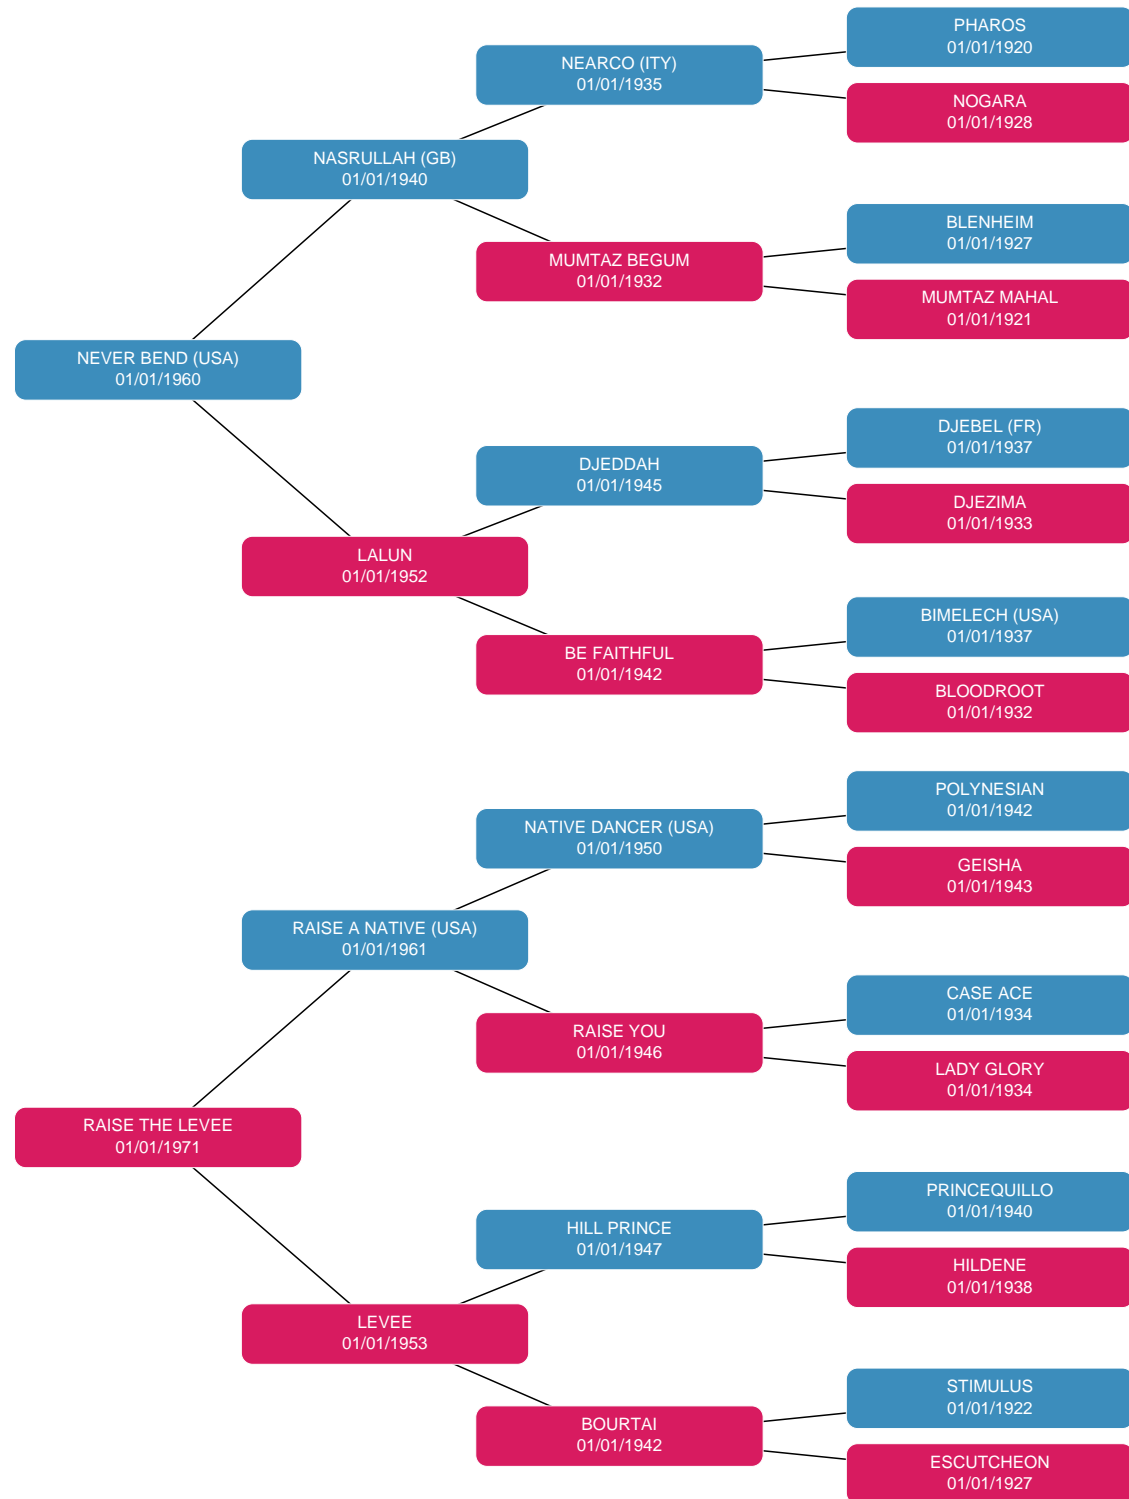 PHAROS
01/01/1920
NEARCO (ITY)
01/01/1935
NOGARA
01/01/1928
NASRULLAH (GB)
01/01/1940
BLENHEIM
01/01/1927
MUMTAZ BEGUM
01/01/1932
MUMTAZ MAHAL
01/01/1921
NEVER BEND (USA)
01/01/1960
DJEBEL (FR)
01/01/1937
DJEDDAH
01/01/1945
DJEZIMA
01/01/1933
LALUN
01/01/1952
BIMELECH (USA)
01/01/1937
BE FAITHFUL
01/01/1942
BLOODROOT
01/01/1932
POLYNESIAN
01/01/1942
NATIVE DANCER (USA)
01/01/1950
GEISHA
01/01/1943
RAISE A NATIVE (USA)
01/01/1961
CASE ACE
01/01/1934
RAISE YOU
01/01/1946
LADY GLORY
01/01/1934
RAISE THE LEVEE
01/01/1971
PRINCEQUILLO
01/01/1940
HILL PRINCE
01/01/1947
HILDENE
01/01/1938
LEVEE
01/01/1953
STIMULUS
01/01/1922
BOURTAI
01/01/1942
ESCUTCHEON
01/01/1927